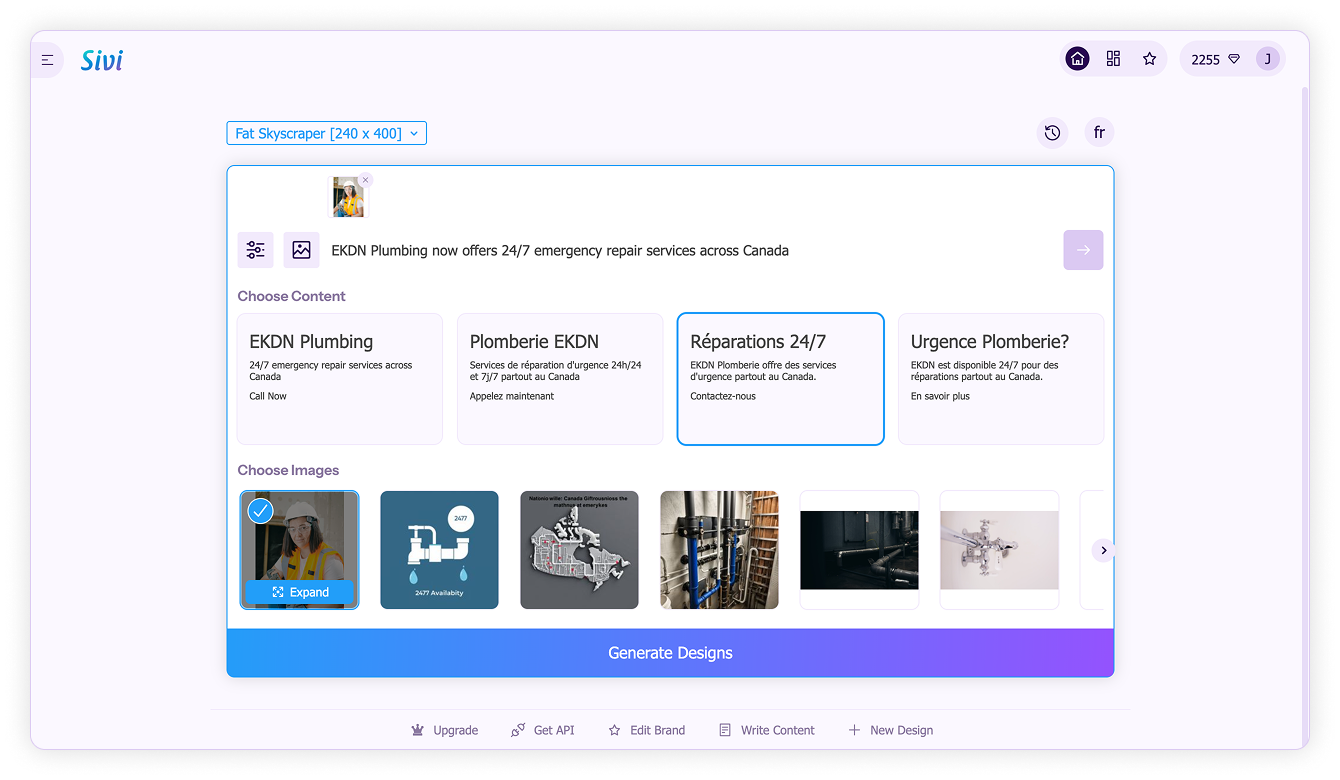 Sivi
2255
J
Fat Skyscraper [240 x 400]
fr
EKDN Plumbing now offers 24/7 emergency repair services across Canada
Choose Content
EKDN Plumbing
24/7 emergency repair services across
Canada
Call Now
Plomberie EKDN
Services de réparation d'urgence 24h/24
et 7j/7 partout au Canada
Appelez maintenant
Réparations 24/7
EKDN Plomberie offre des services
d'urgence partout au Canada.
Contactez-nous
Urgence Plomberie?
EKDN est disponible 24/7 pour des
réparations partout au Canada.
En savoir plus
Choose Images
Expand
2477
2477 Availabity
Natonio wille: Canada Giftrousnioss the
mathnus at emerykes
Generate Designs
Upgrade
Get API
Edit Brand
Write Content
New Design